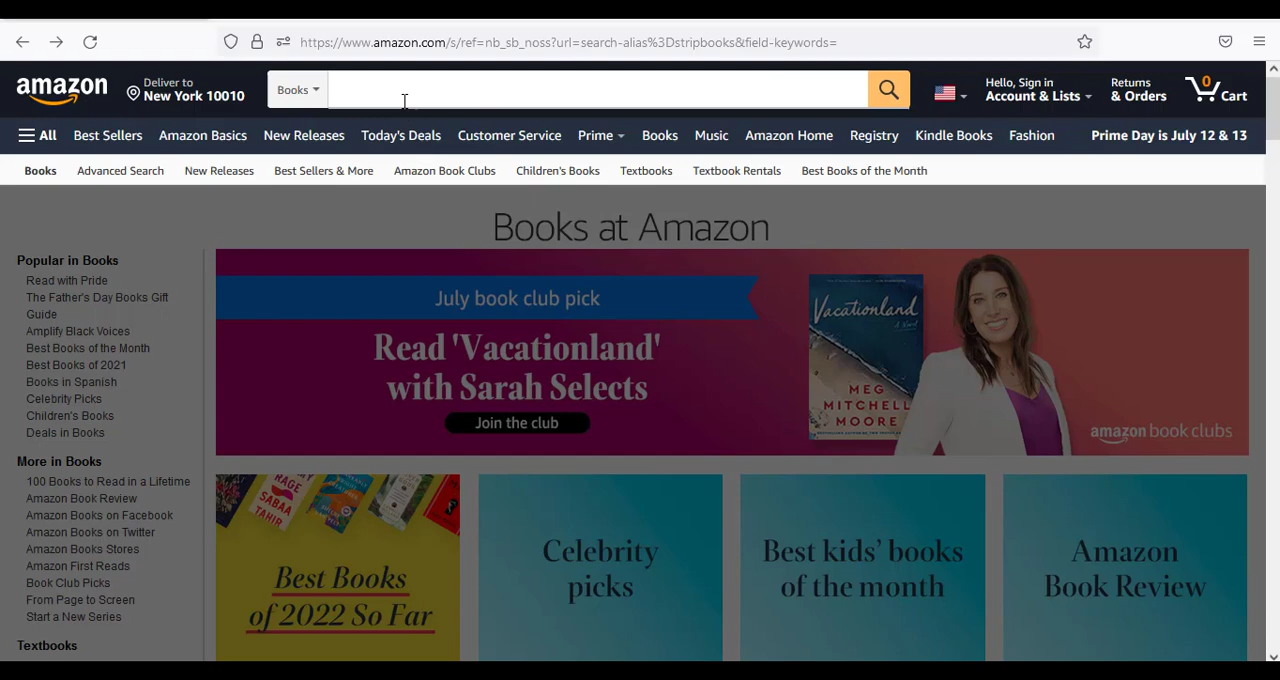 https://www.amazon.com/s/ref=nb_sb_noss?url=search-alias%3Dstripbooks&field-keywords=
amazon
Deliver to
New York 10010
Books
Hello, Sign in
Account & Lists
Returns
& Orders
0
Cart
All
Best Sellers
Amazon Basics
New Releases
Today's Deals
Customer Service
Prime
Books
Music
Amazon Home
Registry
Kindle Books
Fashion
Prime Day is July 12 & 13
Books
Advanced Search
New Releases
Best Sellers & More
Amazon Book Clubs
Children's Books
Textbooks
Textbook Rentals
Best Books of the Month
Books at Amazon
Popular in Books
Read with Pride
The Father's Day Books Gift
Guide
Amplify Black Voices
Best Books of the Month
Best Books of 2021
Books in Spanish
Celebrity Picks
Children's Books
Deals in Books
More in Books
100 Books to Read in a Lifetime
Amazon Book Review
Amazon Books on Facebook
Amazon Books on Twitter
Amazon Books Stores
Amazon First Reads
Book Club Picks
From Page to Screen
Start a New Series
Textbooks
July book club pick
Read 'Vacationland'
with Sarah Selects
Join the club
Vacationland
MEG
MITCHELL
MOORE
amazon book clubs
RAGE
SABAA
TAHIR
Best Books
of 2022 So Far
Celebrity
picks
Best kids' books
of the month
Amazon
Book Review